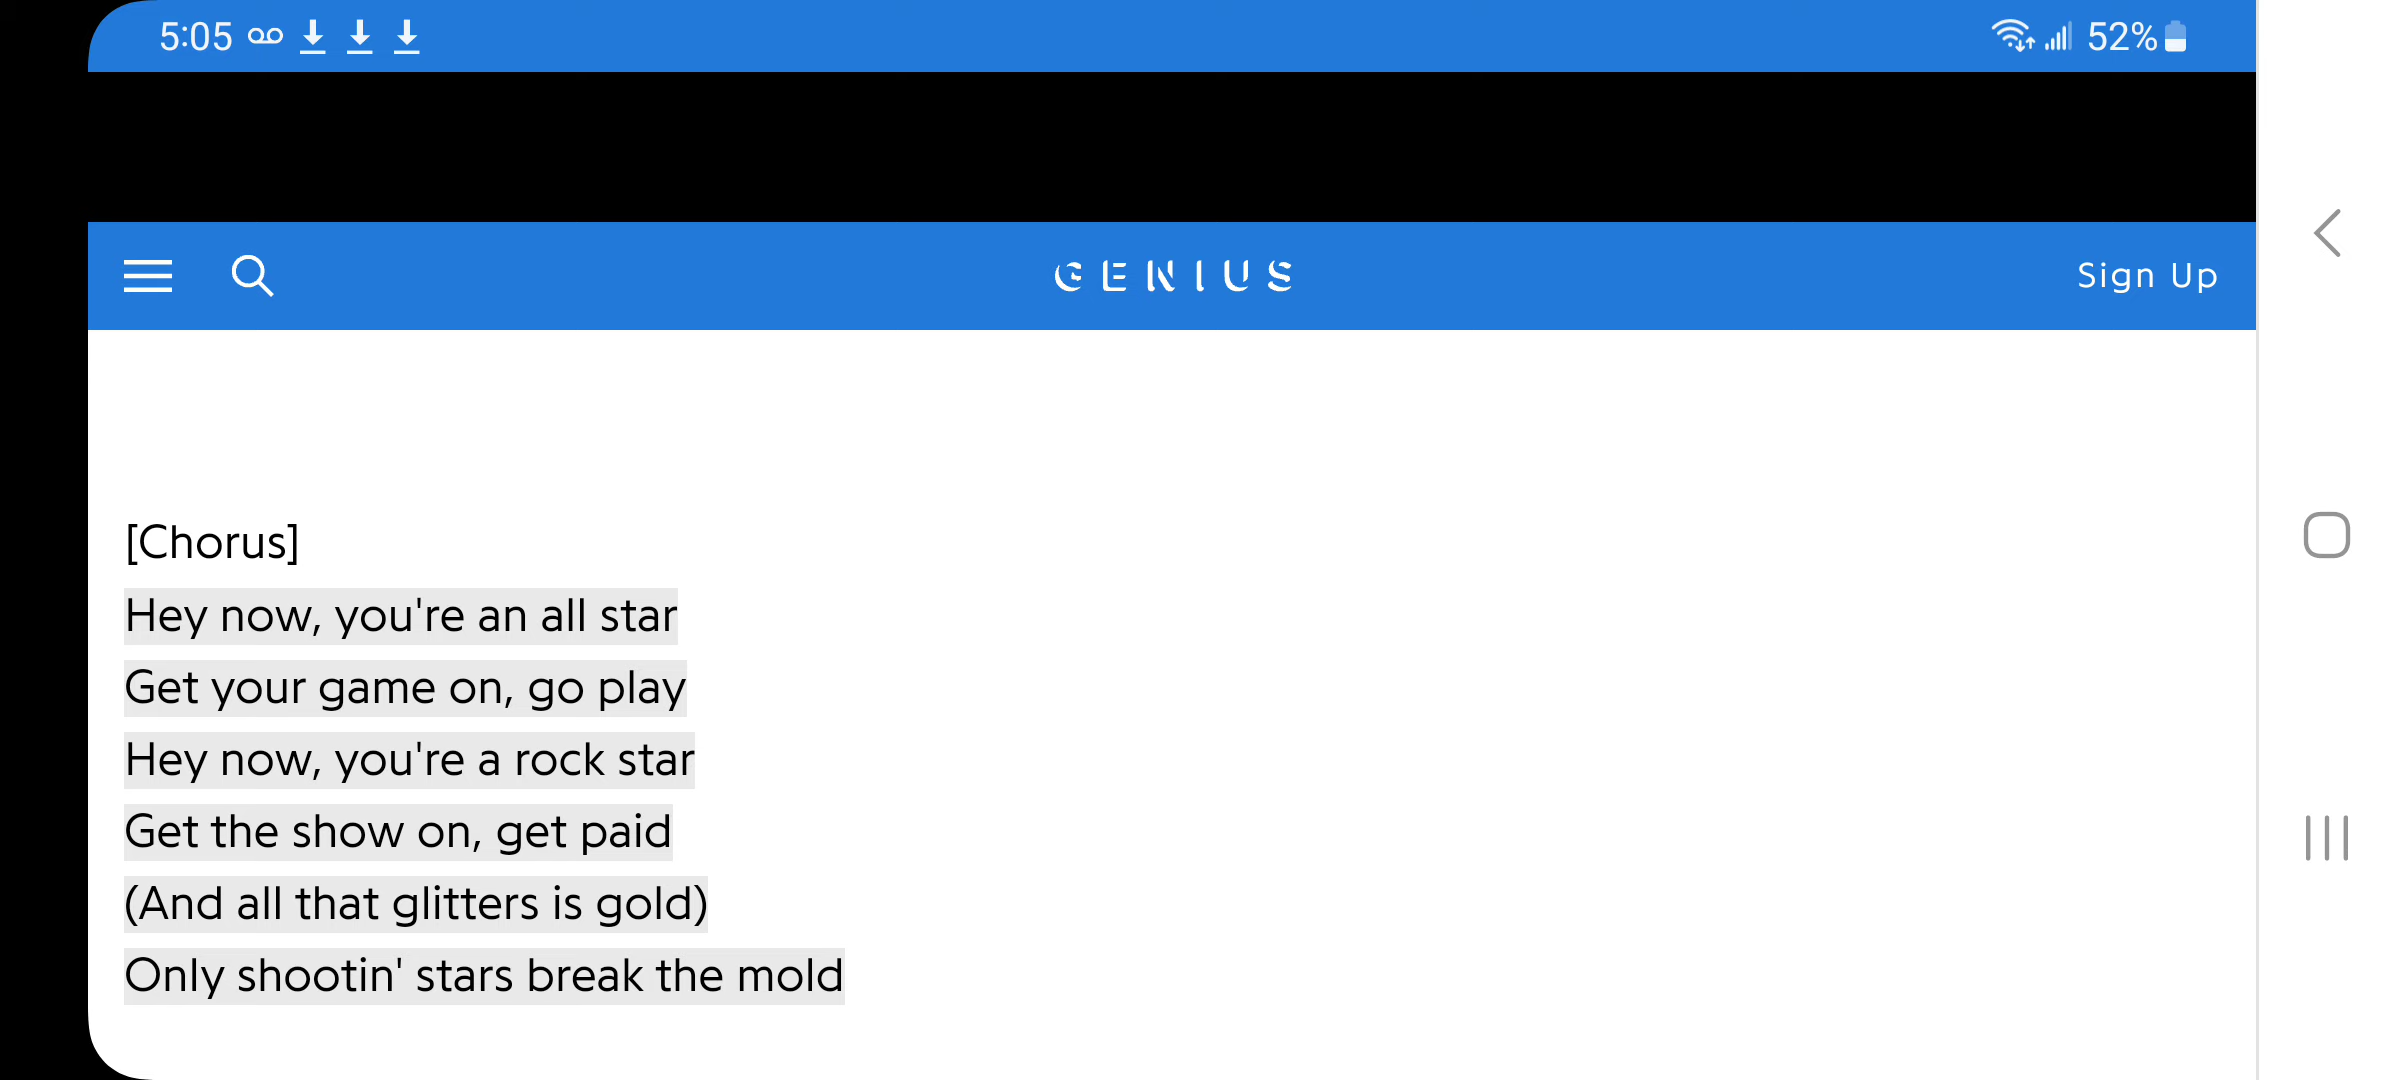 5:05 52%
GENIUS Sign Up
[Chorus]
Hey now, you're an all star
Get your game on, go play
Hey now, you're a rock star
Get the show on, get paid
(And all that glitters is gold)
Only shootin' stars break the mold